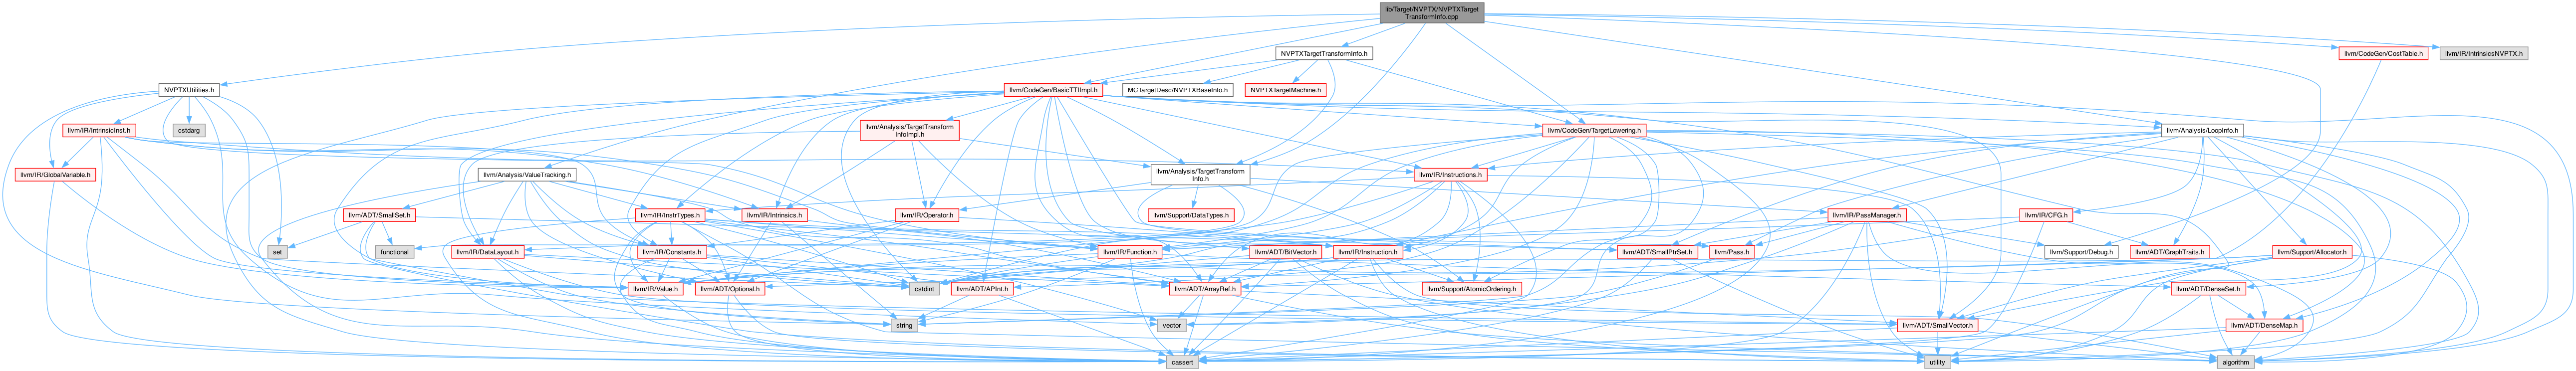 lib/Target/NVPTX/NVPTXTarget
TransformInfo.cpp
NVPTXTargetTransformInfo.h
llvm/CodeGen/CostTable.h
llvm/IR/IntrinsicsNVPTX.h
NVPTXUtilities.h
llvm/CodeGen/BasicTTIImpl.h
MCTargetDesc/NVPTXBaseInfo.h
NVPTXTargetMachine.h
llvm/IR/IntrinsicInst.h
cstdarg
llvm/Analysis/TargetTransform
InfoImpl.h
llvm/CodeGen/TargetLowering.h
llvm/Analysis/LoopInfo.h
llvm/IR/GlobalVariable.h
llvm/Analysis/ValueTracking.h
llvm/Analysis/TargetTransform
Info.h
llvm/IR/Instructions.h
llvm/ADT/SmallSet.h
llvm/IR/InstrTypes.h
llvm/IR/Intrinsics.h
llvm/IR/Operator.h
llvm/Support/DataTypes.h
llvm/IR/PassManager.h
llvm/IR/CFG.h
set
functional
llvm/IR/DataLayout.h
llvm/IR/Constants.h
llvm/IR/Function.h
llvm/ADT/BitVector.h
llvm/IR/Instruction.h
llvm/ADT/SmallPtrSet.h
llvm/Pass.h
llvm/Support/Debug.h
llvm/ADT/GraphTraits.h
llvm/Support/Allocator.h
llvm/IR/Value.h
llvm/ADT/Optional.h
cstdint
llvm/ADT/APInt.h
llvm/ADT/ArrayRef.h
llvm/Support/AtomicOrdering.h
llvm/ADT/DenseSet.h
string
vector
llvm/ADT/SmallVector.h
llvm/ADT/DenseMap.h
cassert
utility
algorithm